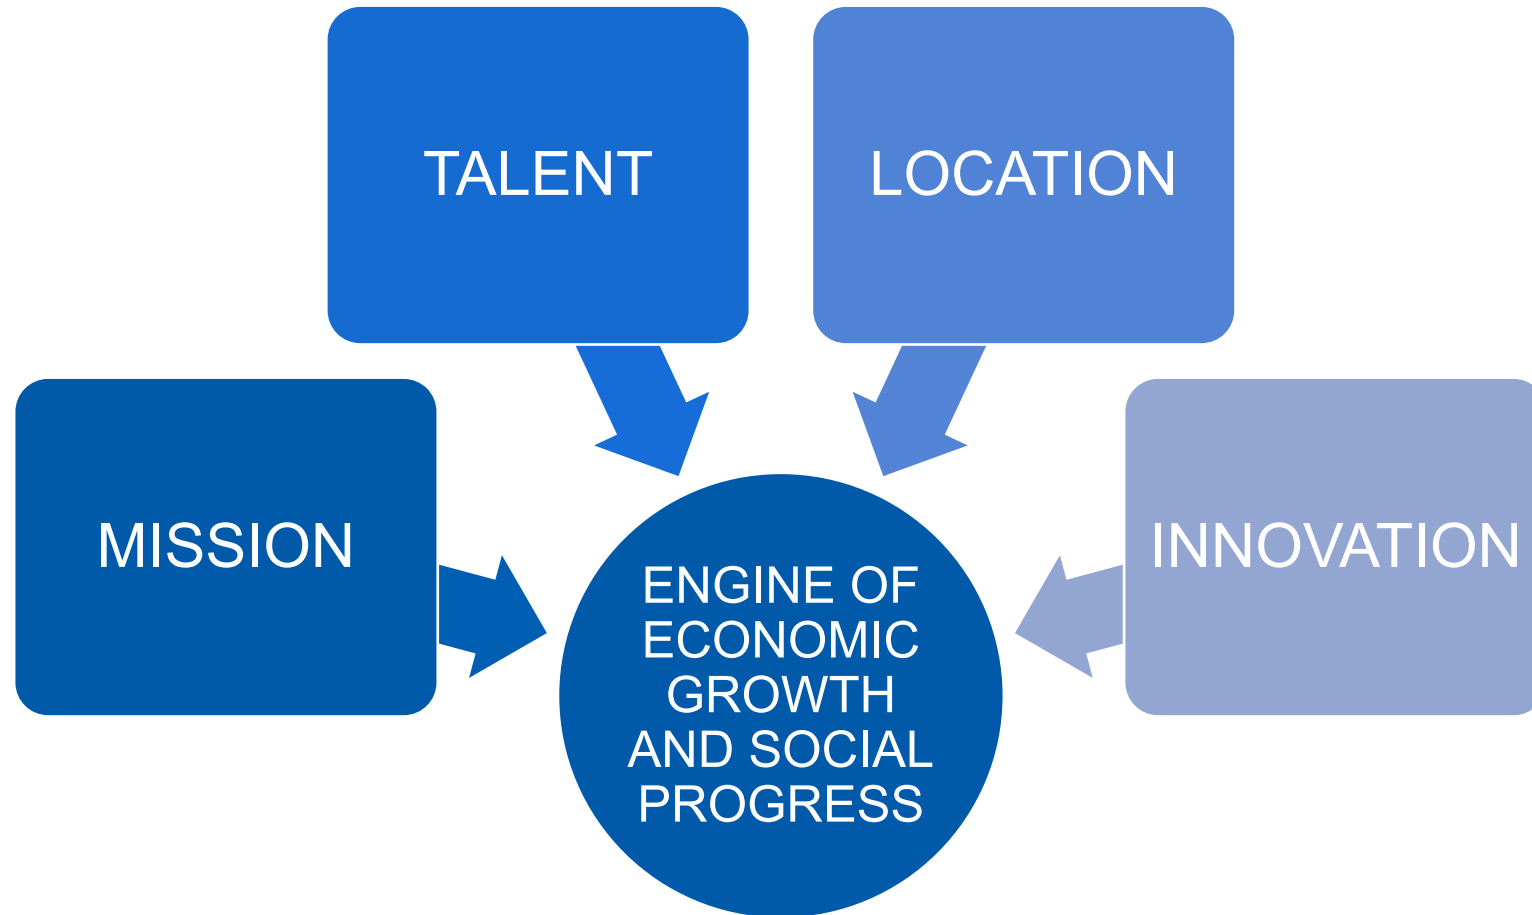 TALENT
LOCATION
MISSION
INNOVATION
ENGINE OF
ECONOMIC
GROWTH
AND SOCIAL
PROGRESS